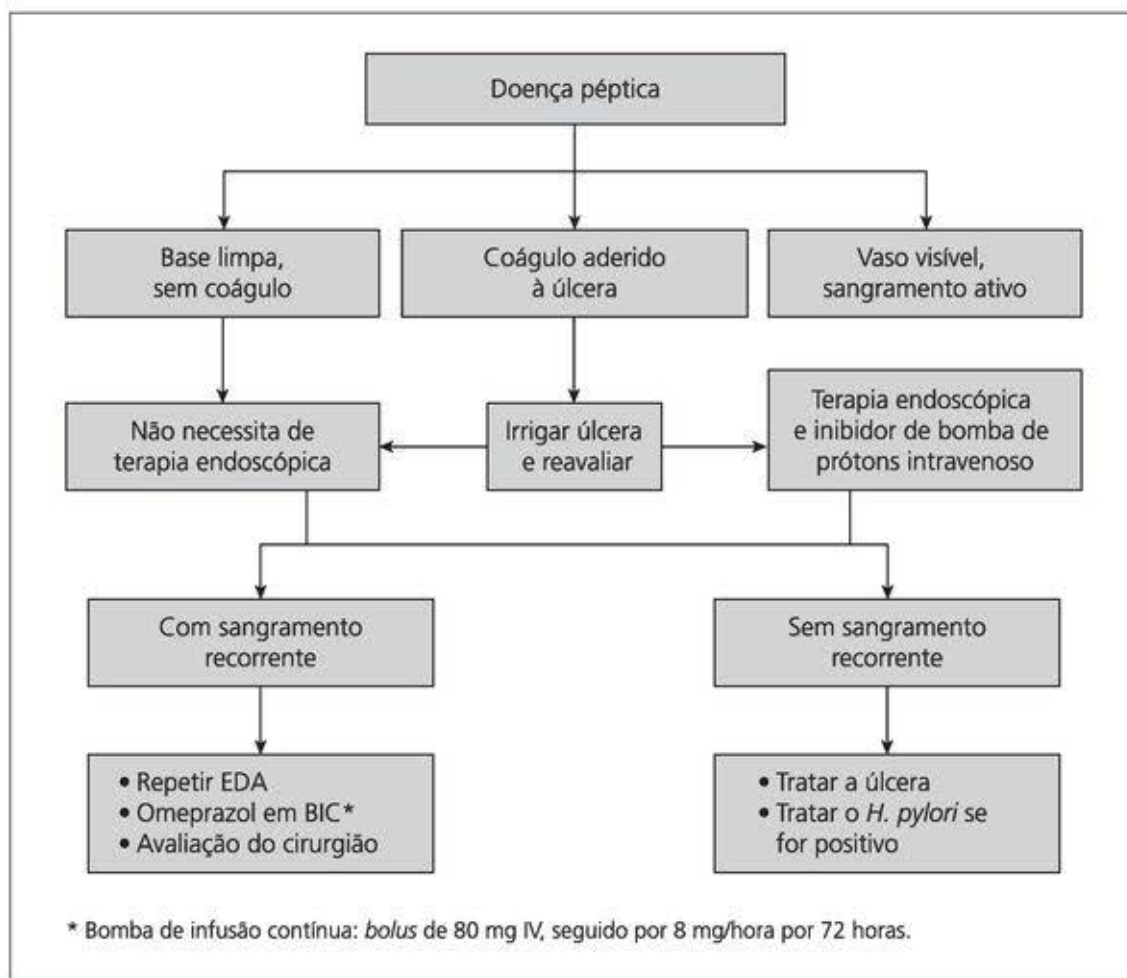 Doença péptica
Base limpa,
sem coágulo
Coágulo aderido
à úlcera
Vaso visível,
sangramento ativo
Não necessita de
terapia endoscópica
Irrigar úlcera
e reavaliar
Terapia endoscópica
e inibidor de bomba de
prótons intravenoso
Com sangramento
recorrente
Sem sangramento
recorrente
• Repetir EDA
• Omeprazol em BIC*
• Avaliação do cirurgião
• Tratar a úlcera
• Tratar o H. pylori se
for positivo
* Bomba de infusão contínua: bolus de 80 mg IV, seguido por 8 mg/hora por 72 horas.